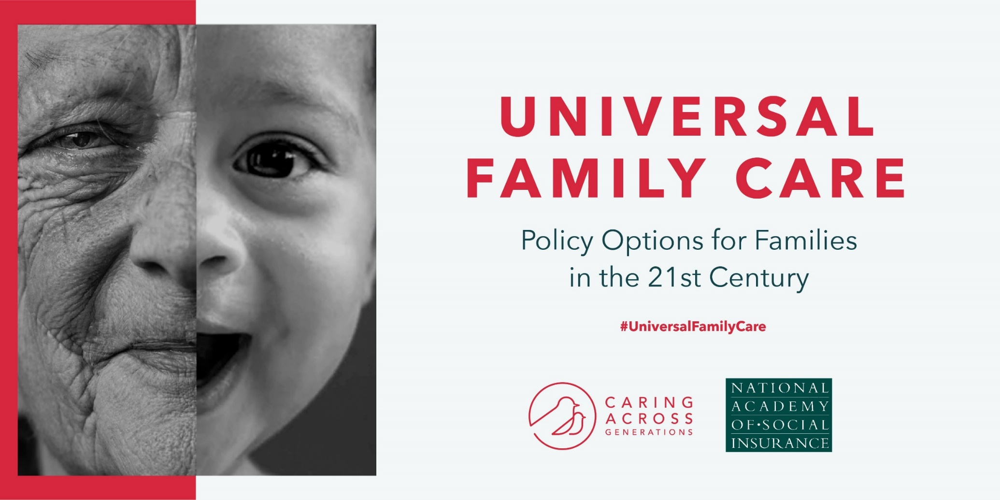 UNIVERSAL
FAMILY CARE
Policy Options for Families
in the 21st Century
#UniversalFamilyCare
CARING
ACROSS
GENERATIONS
NATIONAL
ACADEMY
OF•SOCIAL
INSURANCE